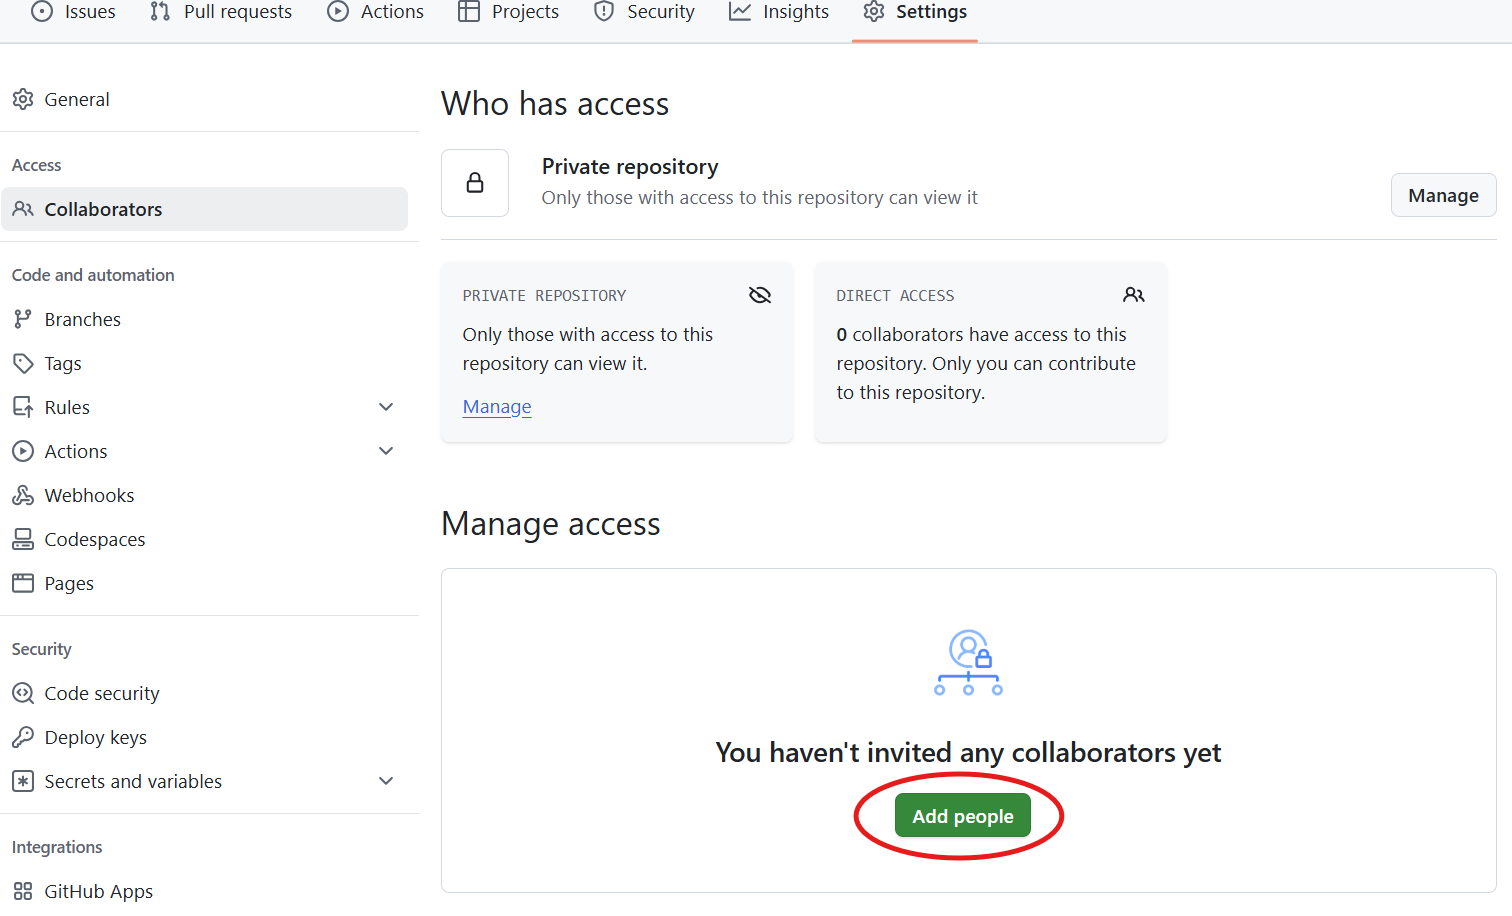 Issues Pull requests Actions Projects Security Insights Settings
General
Access
Collaborators
Code and automation
Branches
Tags
Rules
Actions
Webhooks
Codespaces
Pages
Security
Code security
Deploy keys
Secrets and variables
Integrations
GitHub Apps
Who has access
Private repository
Only those with access to this repository can view it
Manage
PRIVATE REPOSITORY
Only those with access to this
repository can view it.
Manage
DIRECT ACCESS
0 collaborators have access to this
repository. Only you can contribute
to this repository.
Manage access
You haven't invited any collaborators yet
Add people